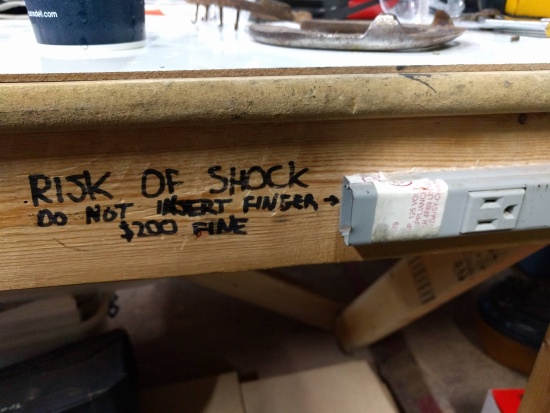 RISK OF SHOCK
DO NOT INSERT FINGER →
$200 FINE